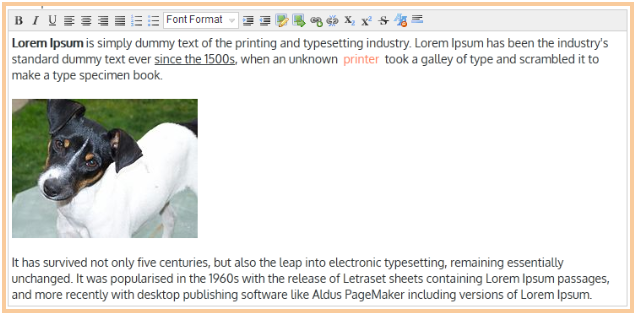 B I U Font Format X2 X2 S
Lorem Ipsum is simply dummy text of the printing and typesetting industry. Lorem Ipsum has been the industry's
standard dummy text ever since the 1500s, when an unknown printer took a galley of type and scrambled it to
make a type specimen book.
It has survived not only five centuries, but also the leap into electronic typesetting, remaining essentially
unchanged. It was popularised in the 1960s with the release of Letraset sheets containing Lorem Ipsum passages,
and more recently with desktop publishing software like Aldus PageMaker including versions of Lorem Ipsum.